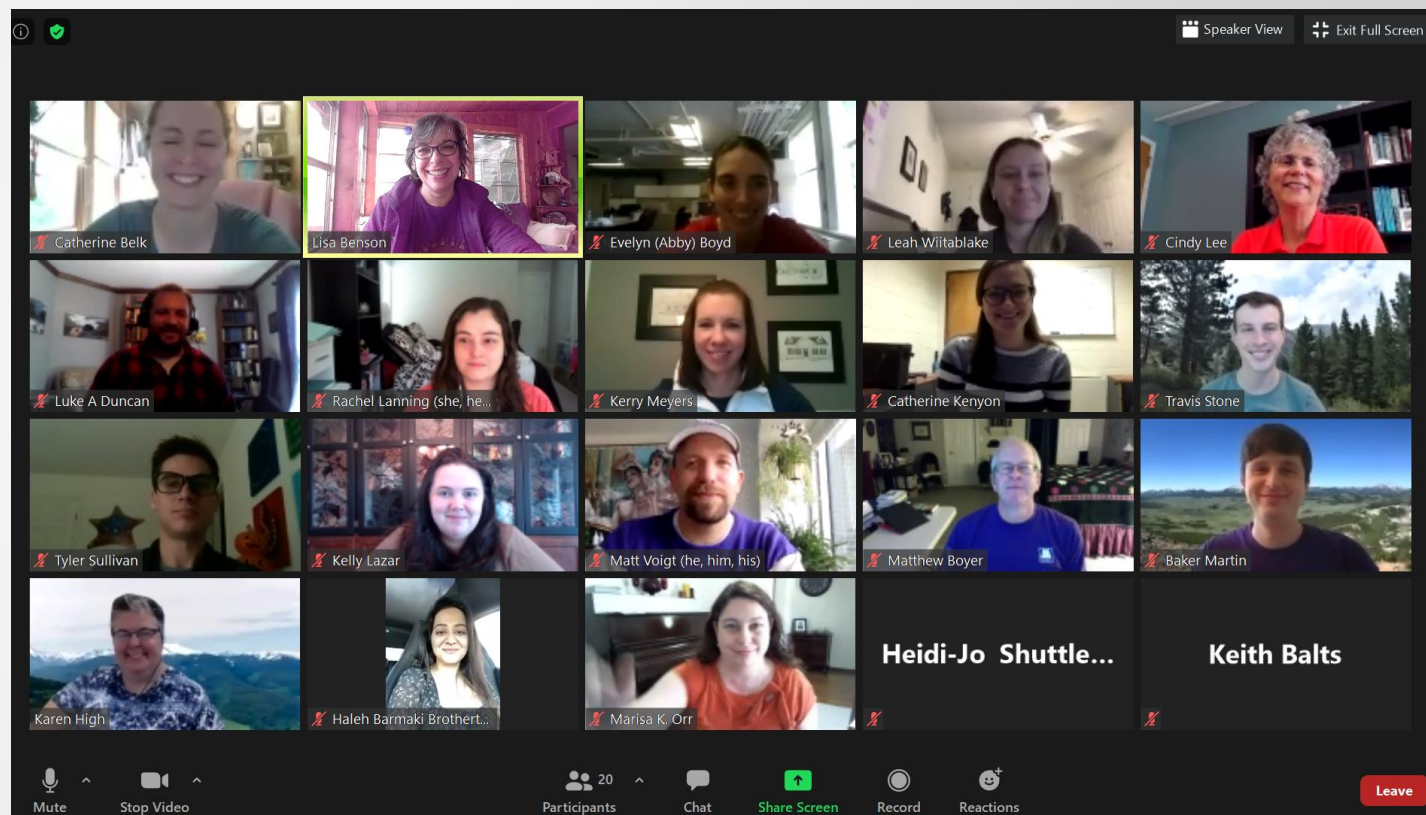 Speaker View
Exit Full Screen
Catherine Belk
Lisa Benson
Evelyn (Abby) Boyd
Leah Wiitablake
Cindy Lee
Luke A Duncan
Rachel Lanning (she, he...
Kerry Meyers
Catherine Kenyon
Travis Stone
Tyler Sullivan
Kelly Lazar
Matt Voigt (he, him, his)
Matthew Boyer
Baker Martin
Karen High
Haleh Barmaki Brothert...
Marisa K. Orr
Heidi-Jo Shuttle...
Keith Balts
Mute
Stop Video
20
Participants
Chat
Share Screen
Record
Reactions
Leave